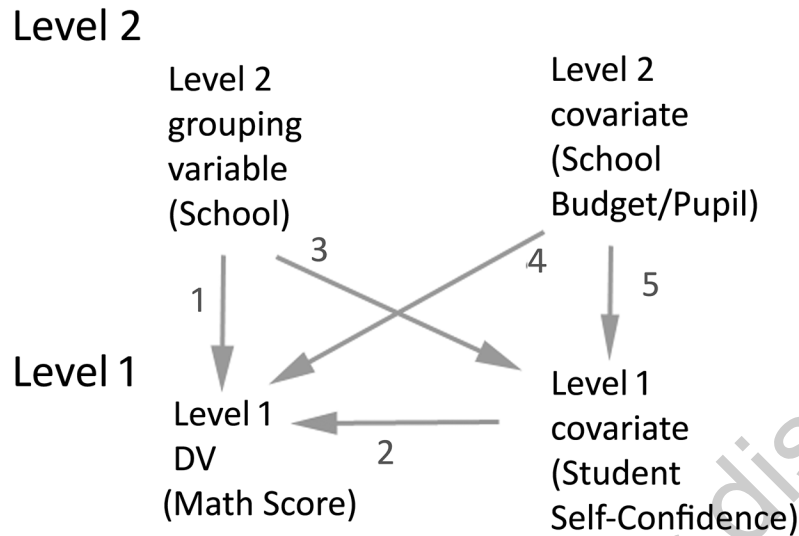 Level 2
Level 2
grouping
variable
(School)
Level 2
covariate
(School
Budget/Pupil)
3
4
1
5
Level 1
Level 1
DV
(Math Score)
2
Level 1
covariate
(Student
Self-Confidence)